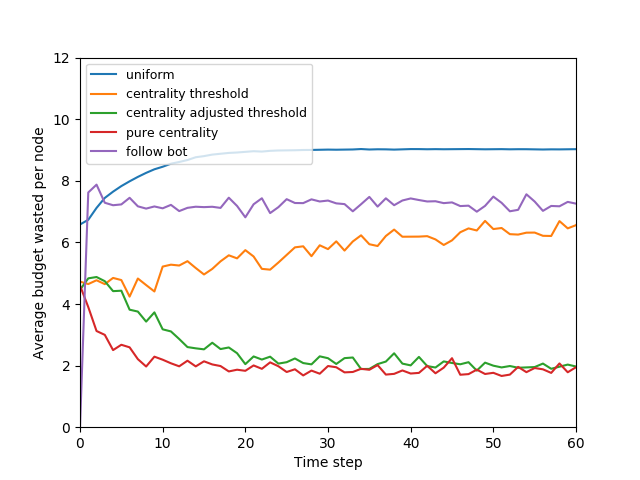 12
10
8
6
4
2
0
Average budget wasted per node
uniform
centrality threshold
centrality adjusted threshold
pure centrality
follow bot
0 10 20 30 40 50 60
Time step